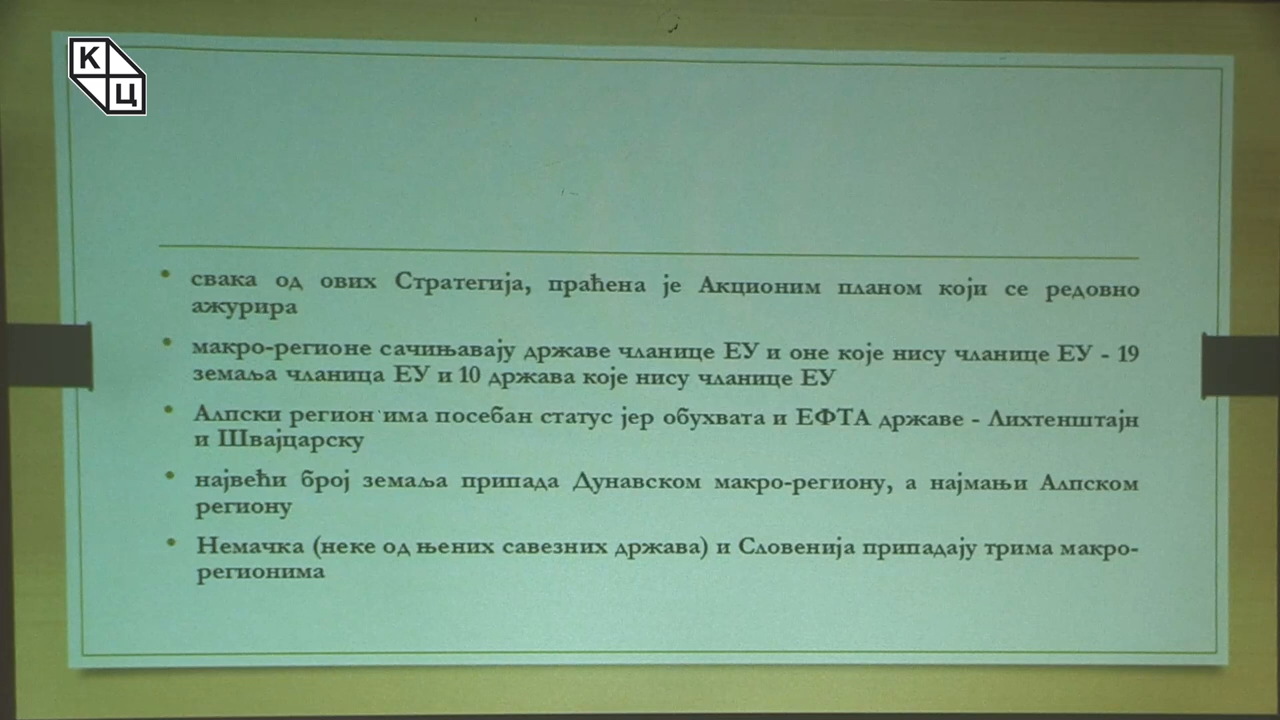 К
Ц
• свака од ових Стратегија, праћена је Акционим планом који се редовно
ажурира
• макро-регионе сачињавају државе чланице ЕУ и оне које нису чланице ЕУ - 19
земаља чланица ЕУ и 10 држава које нису чланице ЕУ
• Алпски регион има посебан статус јер обухвата и ЕФТА државе - Лихтенштајн
и Швајцарску
• највећи број земаља припада Дунавском макро-региону, а најмањи Алпском
региону
• Немачка (неке од њених савезних држава) и Словенија припадају трима макро-
регионима